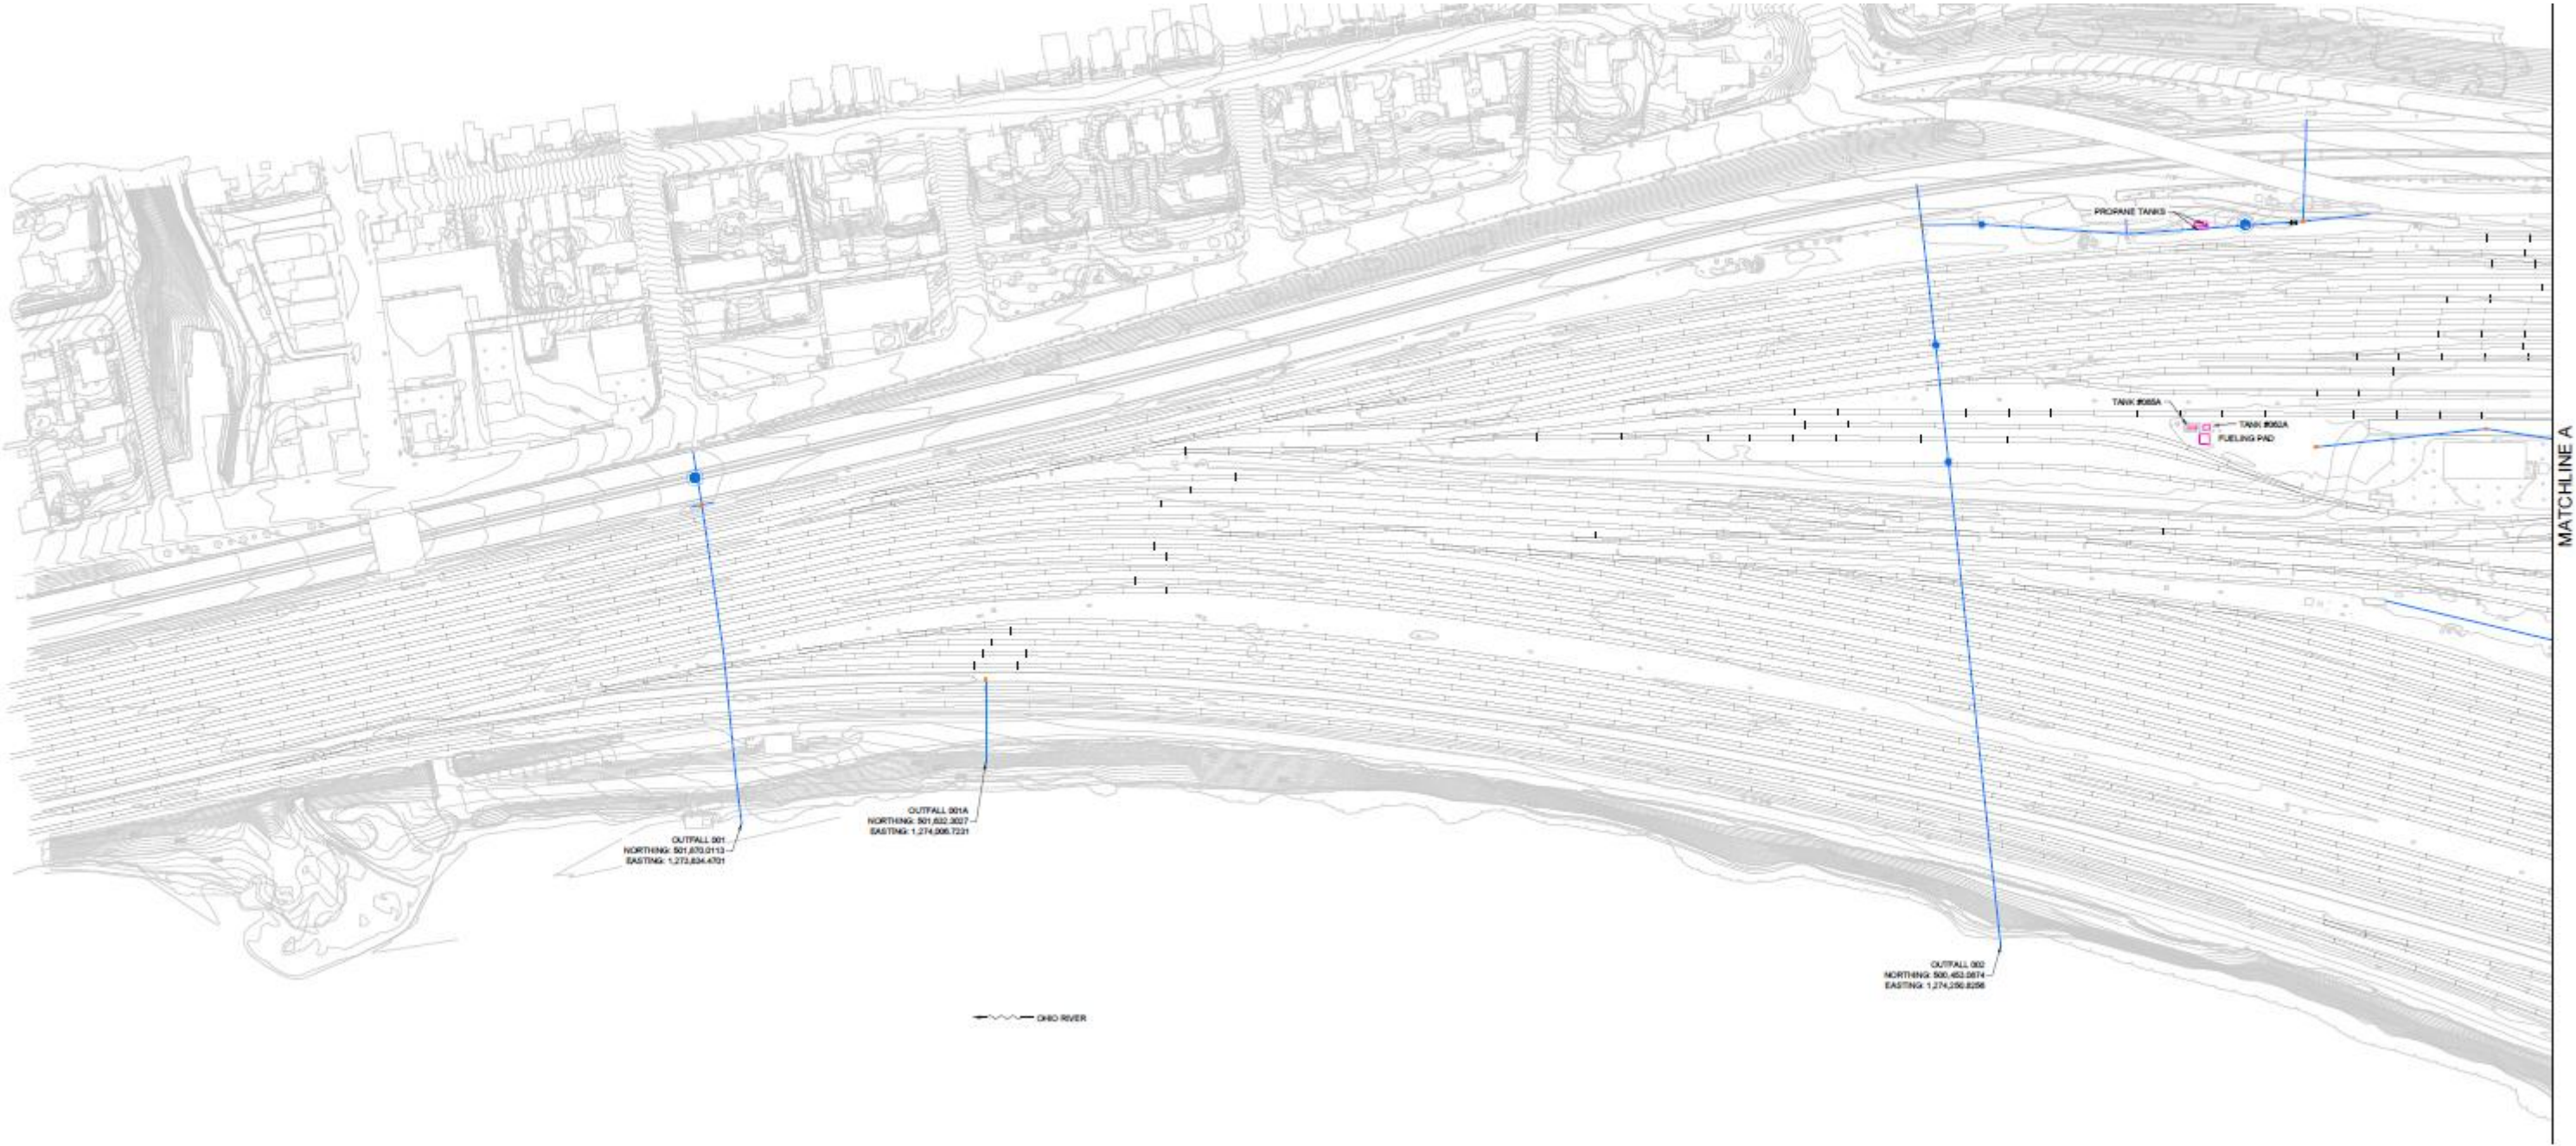 PROPANE TANKS
TANK #065A
TANK #062A
FUELING PAD
MATCHLINE A
OUTFALL 001A
NORTHING: 501,632.3027
EASTING: 1,274,006.7231
OUTFALL 001
NORTHING: 501,870.0113
EASTING: 1,273,834.4701
OUTFALL 002
NORTHING: 500,453.0874
EASTING: 1,274,250.8256
OHIO RIVER